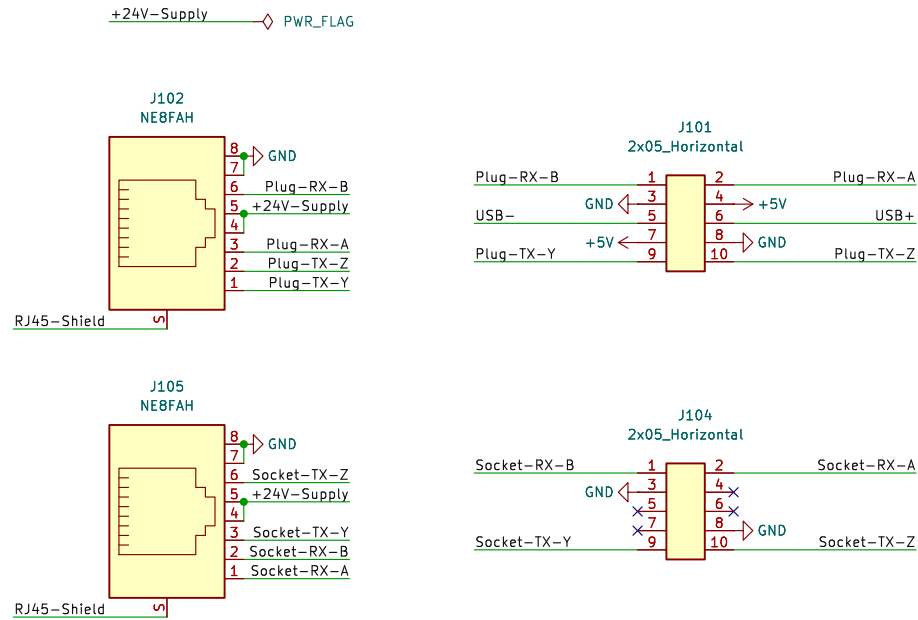 +24V-Supply PWR_FLAG
J102
NE8FAH
8 GND
7
6 Plug-RX-B
5 +24V-Supply
4
3 Plug-RX-A
2 Plug-TX-Z
1 Plug-TX-Y
RJ45-Shield S
J101
2x05_Horizontal
Plug-RX-B 1 2 Plug-RX-A
GND 3 4 +5V
USB- 5 6 USB+
+5V 7 8 GND
Plug-TX-Y 9 10 Plug-TX-Z
J105
NE8FAH
8 GND
7
6 Socket-TX-Z
5 +24V-Supply
4
3 Socket-TX-Y
2 Socket-RX-B
1 Socket-RX-A
RJ45-Shield S
J104
2x05_Horizontal
Socket-RX-B 1 2 Socket-RX-A
GND 3 4
5 6
7 8 GND
Socket-TX-Y 9 10 Socket-TX-Z